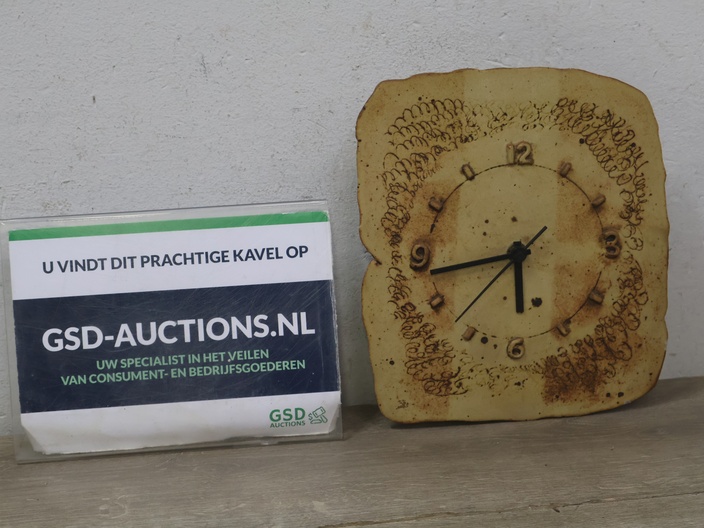 U VINDT DIT PRACHTIGE KAVEL OP
GSD-AUCTIONS.NL
UW SPECIALIST IN HET VEILEN
VAN CONSUMENT- EN BEDRIJFSGOEDEREN
GSD
AUCTIONS
12
3
6
9